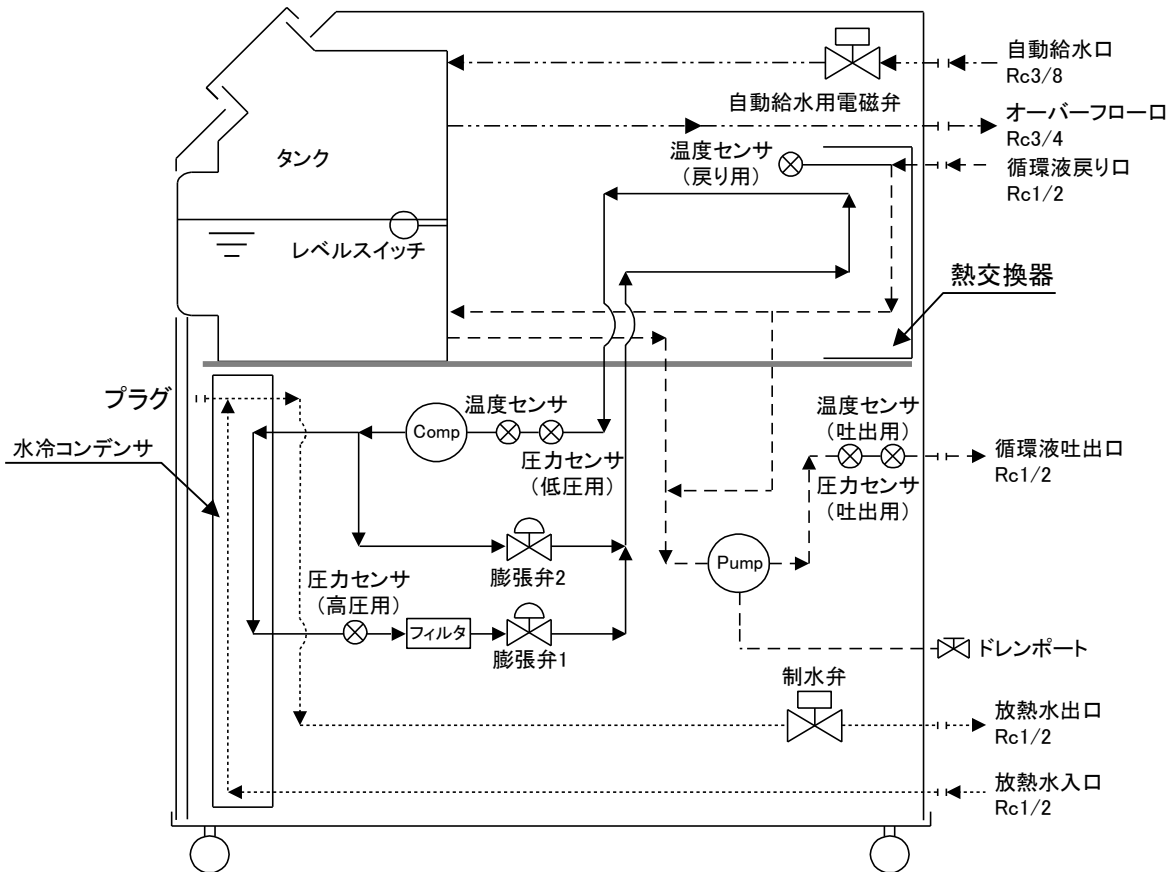 自動給水口
Rc3/8
自動給水用電磁弁
オーバーフロー口
Rc3/4
タンク
温度センサ
(戻り用)
循環液戻り口
Rc1/2
レベルスイッチ
熱交換器
プラグ
水冷コンデンサ
Comp
温度センサ
圧力センサ
(低圧用)
温度センサ
(吐出用)
圧力センサ
(吐出用)
循環液吐出口
Rc1/2
膨張弁2
Pump
圧力センサ
(高圧用)
フィルタ
膨張弁1
ドレンポート
制水弁
放熱水出口
Rc1/2
放熱水入口
Rc1/2